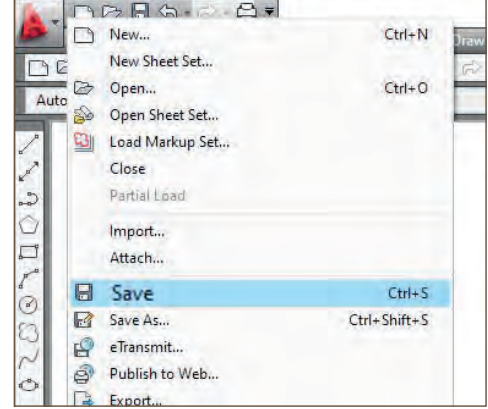 New... Ctrl+N
Draw
New Sheet Set...
Open... Ctrl+O
Auto
Open Sheet Set...
Load Markup Set...
Close
Partial Load
Import...
Attach...
Save Ctrl+S
Save As... Ctrl+Shift+S
eTransmit...
Publish to Web...
Export...